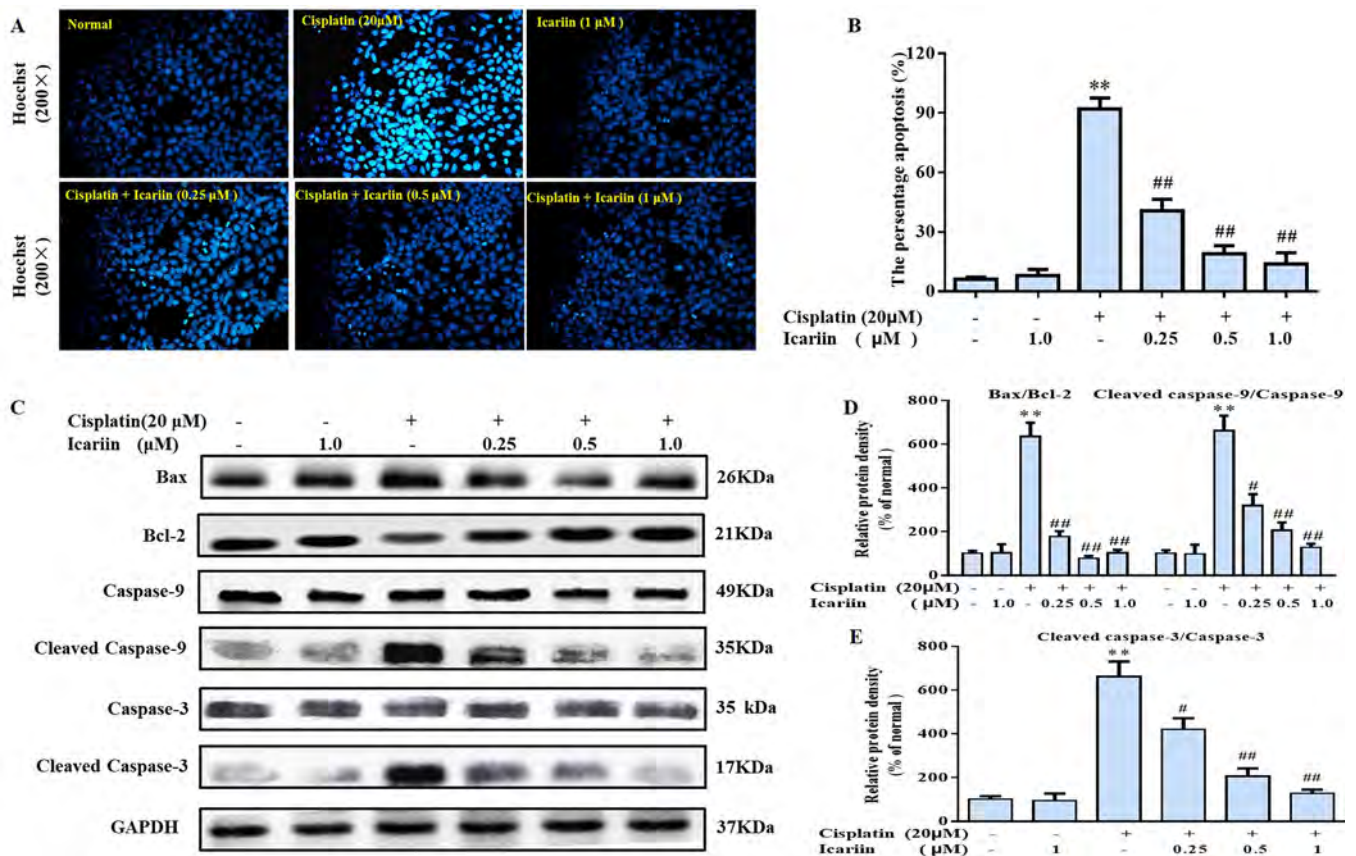 A
Normal
Cisplatin (20μM)
Icariin (1 μM )
Hoechst
(200×)
Cisplatin + Icariin (0.25 μM )
Cisplatin + Icariin (0.5 μM )
Cisplatin + Icariin (1 μM )
Hoechst
(200×)
B
The persentage apoptosis (%)
120
90
60
30
0
**
##
##
##
Cisplatin (20μM) - - + + + +
Icariin ( μM ) - 1.0 - 0.25 0.5 1.0
C
Cisplatin(20 μM) - - + + + +
Icariin (μM) - 1.0 - 0.25 0.5 1.0
Bax 26KDa
Bcl-2 21KDa
Caspase-9 49KDa
Cleaved Caspase-9 35KDa
Caspase-3 35 kDa
Cleaved Caspase-3 17KDa
GAPDH 37KDa
D
Bax/Bcl-2 Cleaved caspase-9/Caspase-9
Relative protein density
(% of normal)
800
600
400
200
0
** ## ## ## ** # ## ##
Cisplatin (20μM) - - + + + + - - + + + +
Icariin ( μM) - 1.0 - 0.25 0.5 1.0 - 1.0 - 0.25 0.5 1.0
E
Cleaved caspase-3/Caspase-3
Relative protein density
(% of normal)
800
600
400
200
0
** # ## ##
Cisplatin (20μM) - - + + + +
Icariin ( μM) - 1 - 0.25 0.5 1